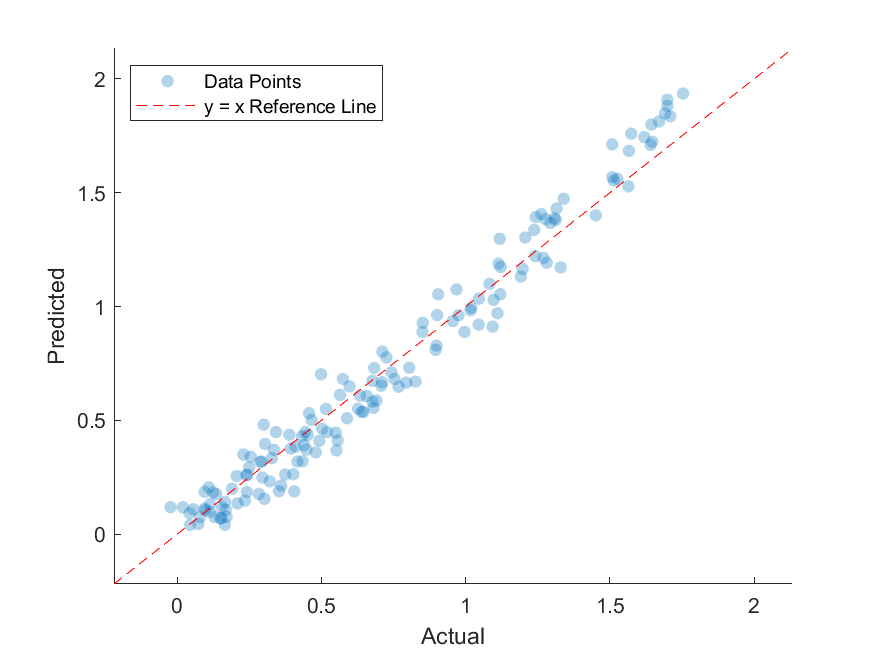 Data Points
y = x Reference Line
2
1.5
1
0.5
0
Predicted
0
0.5
1
1.5
2
Actual